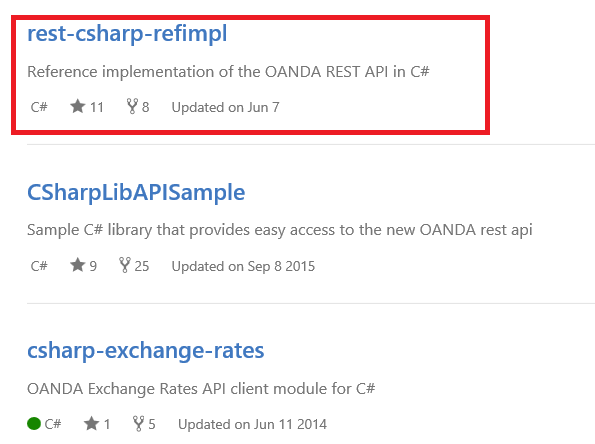 rest-csharp-refimpl
Reference implementation of the OANDA REST API in C#
C# 11 8 Updated on Jun 7
CSharpLibAPISample
Sample C# library that provides easy access to the new OANDA rest api
C# 9 25 Updated on Sep 8 2015
csharp-exchange-rates
OANDA Exchange Rates API client module for C#
C# 1 5 Updated on Jun 11 2014